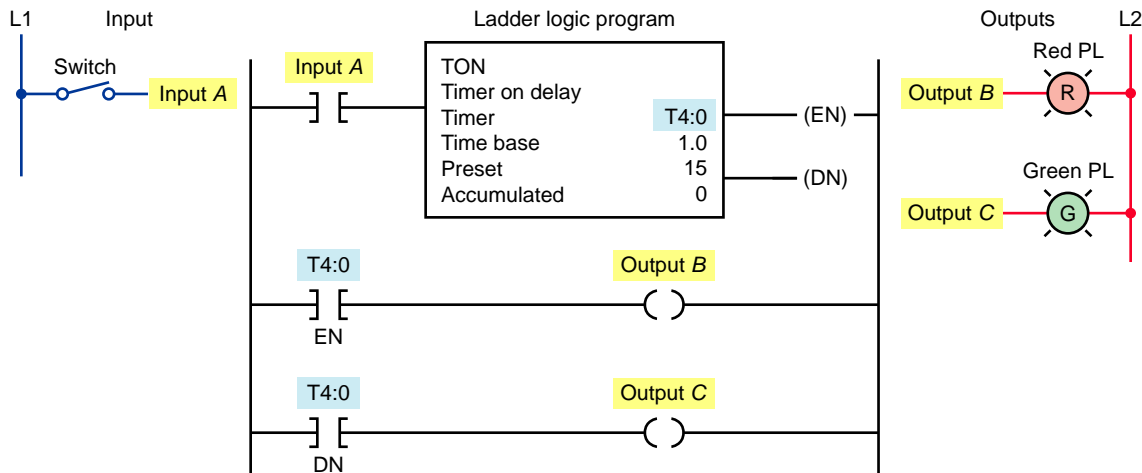 L1 Input Ladder logic program Outputs L2
Switch
Input A
Input A
TON
Timer on delay
Timer T4:0
Time base 1.0
Preset 15
Accumulated 0
(EN)
(DN)
Red PL
Output B R
Green PL
Output C G
T4:0
EN
Output B
T4:0
DN
Output C